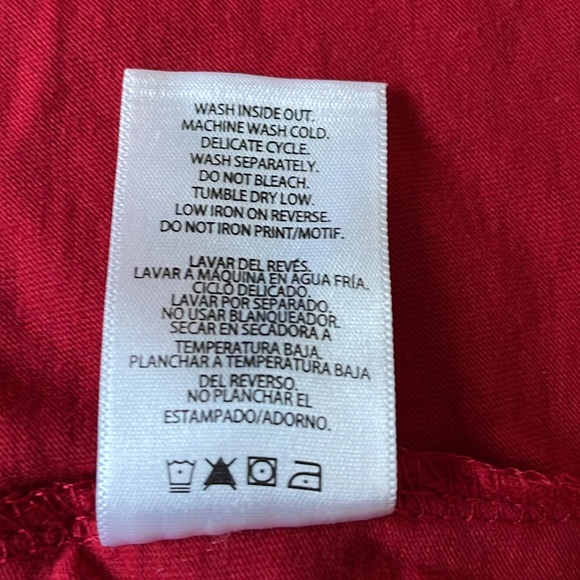 WASH INSIDE OUT.
MACHINE WASH COLD.
DELICATE CYCLE.
WASH SEPARATELY.
DO NOT BLEACH.
TUMBLE DRY LOW.
LOW IRON ON REVERSE.
DO NOT IRON PRINT/MOTIF.
LAVAR DEL REVÉS.
LAVAR A MÁQUINA EN AGUA FRÍA.
CICLO DELICADO.
LAVAR POR SEPARADO.
NO USAR BLANQUEADOR.
SECAR EN SECADORA A
TEMPERATURA BAJA.
PLANCHAR A TEMPERATURA BAJA
DEL REVERSO.
NO PLANCHAR EL
ESTAMPADO/ADORNO.